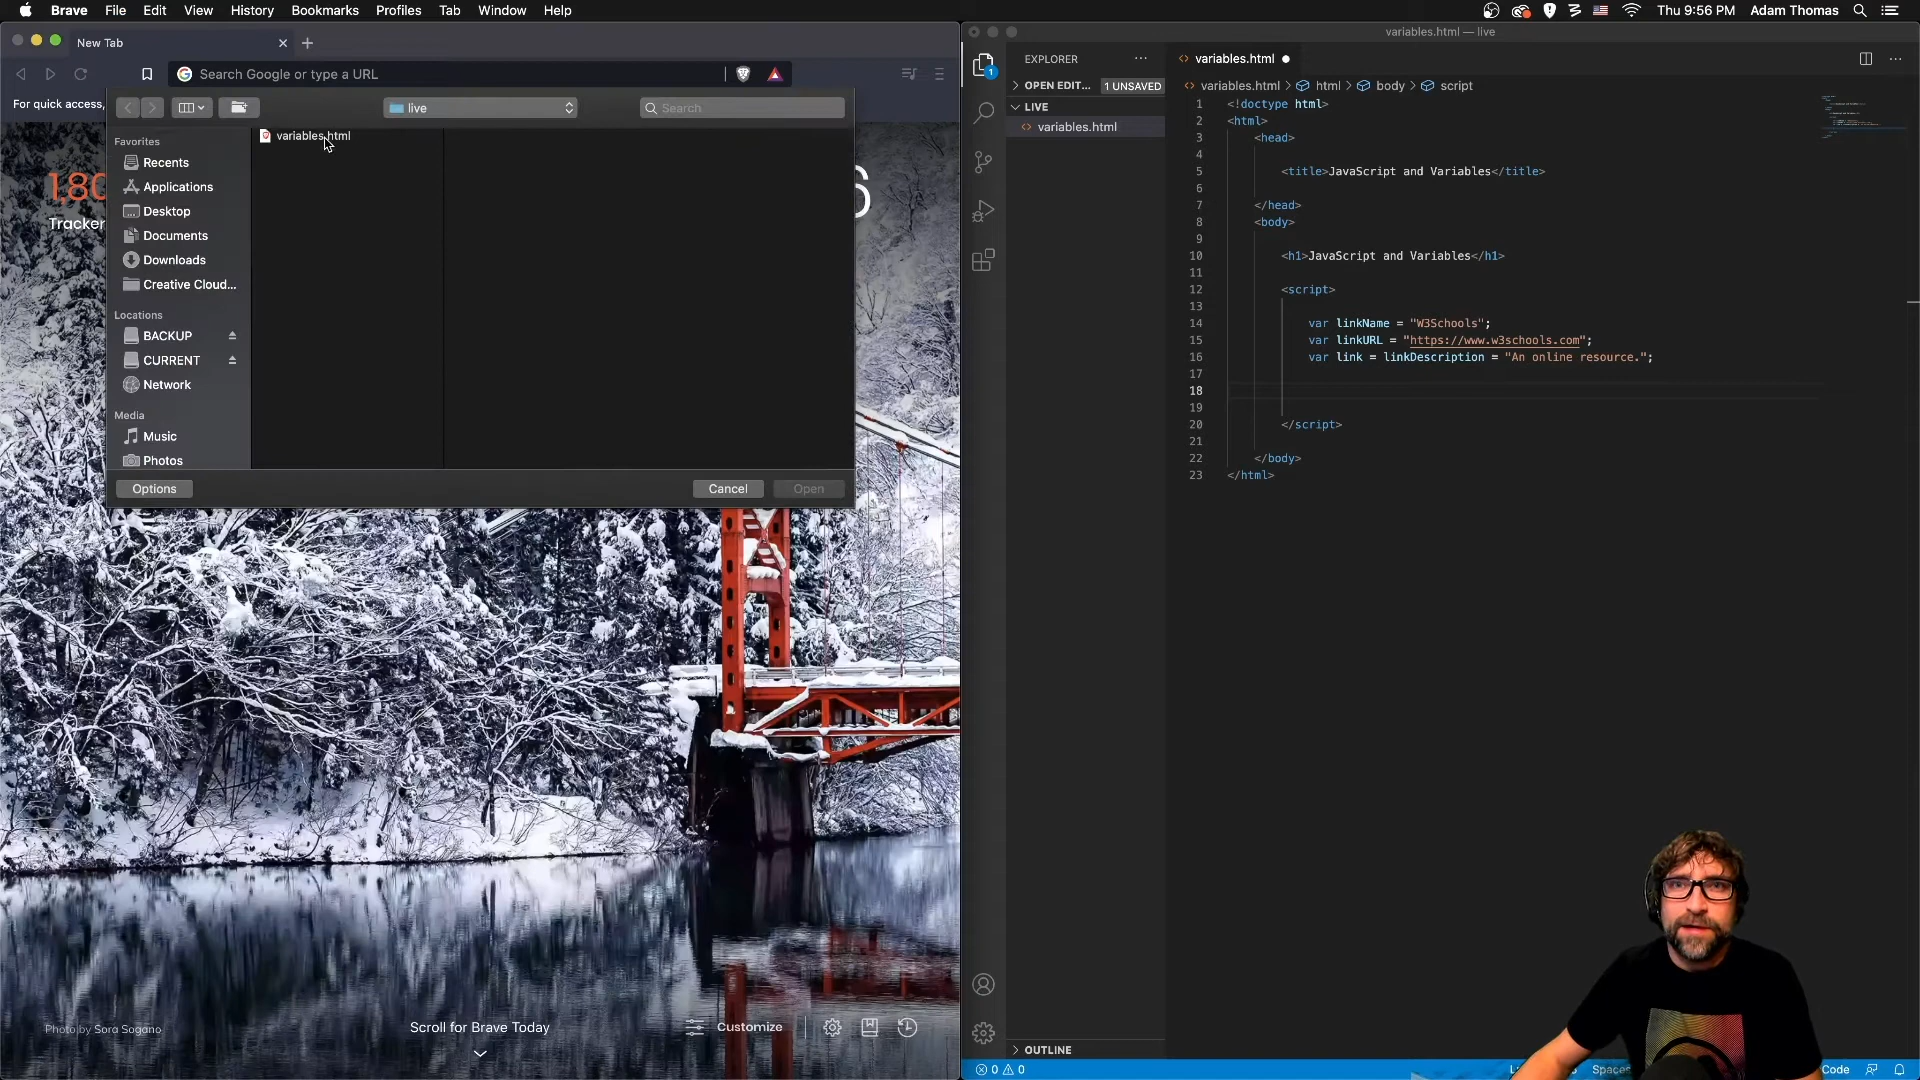 Brave File Edit View History Bookmarks Profiles Tab Window Help
Thu 9:56 PM Adam Thomas
New Tab
Search Google or type a URL
For quick access,
live
Search
variables.html
Favorites
Recents
Applications
Desktop
Documents
Downloads
Creative Cloud...
Locations
BACKUP
CURRENT
Network
Media
Music
Photos
Options
Cancel
Open
1,80
Tracker
Photo by Sora Sogano
Scroll for Brave Today
Customize
variables.html — live
EXPLORER
1
OPEN EDIT... 1 UNSAVED
LIVE
variables.html
OUTLINE
variables.html
variables.html > html > body > script
1 <!doctype html>
2 <html>
3 <head>
4
5 <title>JavaScript and Variables</title>
6
7 </head>
8 <body>
9
10 <h1>JavaScript and Variables</h1>
11
12 <script>
13
14 var linkName = "W3Schools";
15 var linkURL = "https://www.w3schools.com";
16 var link = linkDescription = "An online resource.";
17
18
19
20 </script>
21
22 </body>
23 </html>
0 0
Code